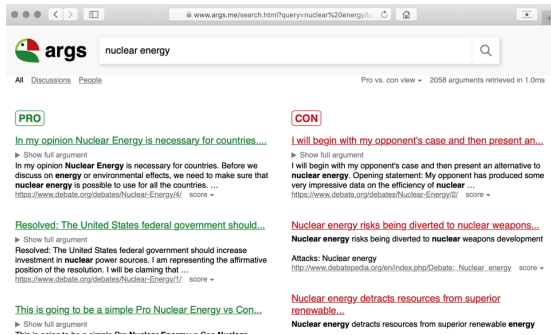 www.args.me/search.html?query=nuclear%20energy&c
args
nuclear energy
All Discussions People
Pro vs. con view 2058 arguments retrieved in 1.0ms
PRO
In my opinion Nuclear Energy is necessary for countries....
Show full argument
In my opinion Nuclear Energy is necessary for countries. Before we
discuss on energy or environmental effects, we need to make sure that
nuclear energy is possible to use for all the countries. ...
https://www.debate.org/debates/Nuclear-Energy/4/ score
Resolved: The United States federal government should...
Show full argument
Resolved: The United States federal government should increase
investment in nuclear power sources. I am representing the affirmative
position of the resolution. I will be claiming that ...
https://www.debate.org/debates/Nuclear-Energy/1/ score
This is going to be a simple Pro Nuclear Energy vs Con...
Show full argument
This is going to be a simple Pro Nuclear Energy vs Con Nuclear
CON
I will begin with my opponent's case and then present an...
Show full argument
I will begin with my opponent's case and then present an alternative to
nuclear energy. Opening statement: My opponent has produced some
very impressive data on the efficiency of nuclear ...
https://www.debate.org/debates/Nuclear-Energy/2/ score
Nuclear energy risks being diverted to nuclear weapons...
Nuclear energy risks being diverted to nuclear weapons development
Attacks: Nuclear energy
http://www.debatepedia.org/en/index.php/Debate:_Nuclear_energy score
Nuclear energy detracts resources from superior
renewable...
Nuclear energy detracts resources from superior renewable energy